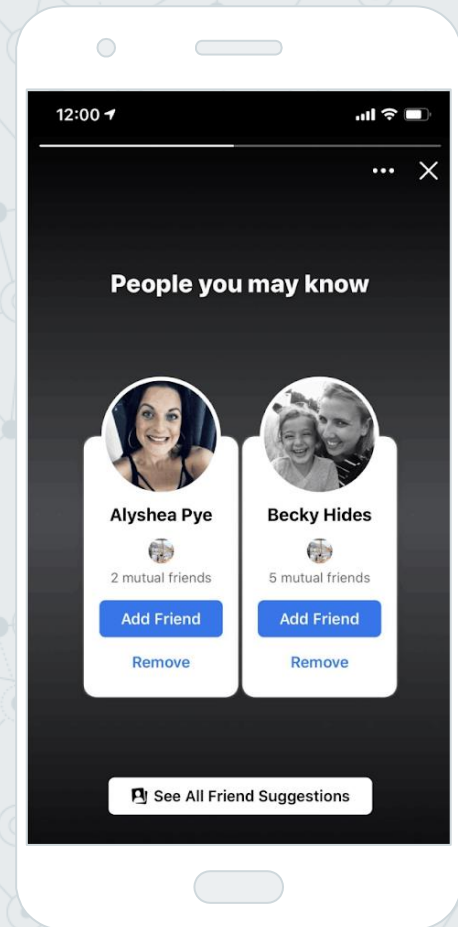 12:00
People you may know
Alyshea Pye
2 mutual friends
Add Friend
Remove
Becky Hides
5 mutual friends
Add Friend
Remove
See All Friend Suggestions